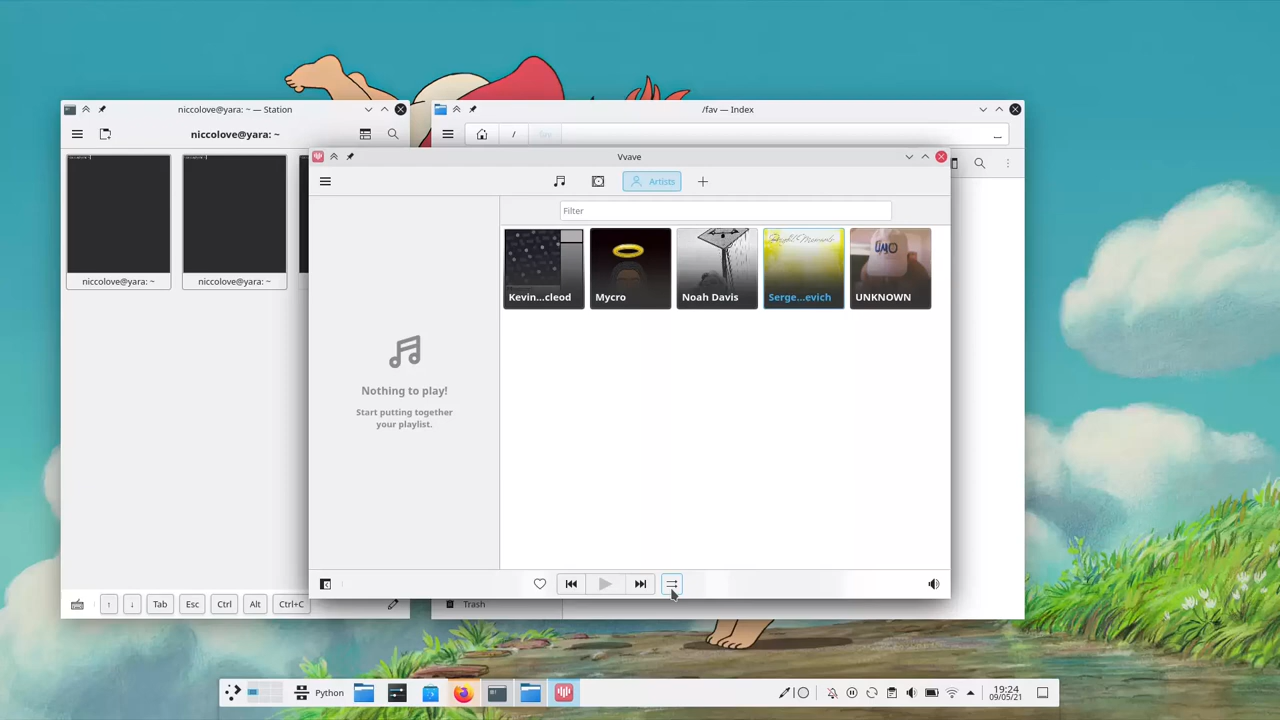 niccolove@yara: ~ — Station
/fav — Index
niccolove@yara: ~
/
fav
Vvave
Artists
Filter
niccolove@yara: ~
niccolove@yara: ~
Kevin...cleod
Mycro
Noah Davis
Serge...evich
UNKNOWN
Nothing to play!
Start putting together
your playlist.
↑
↓
Tab
Esc
Ctrl
Alt
Ctrl+C
Trash
Python
19:24
09/05/21